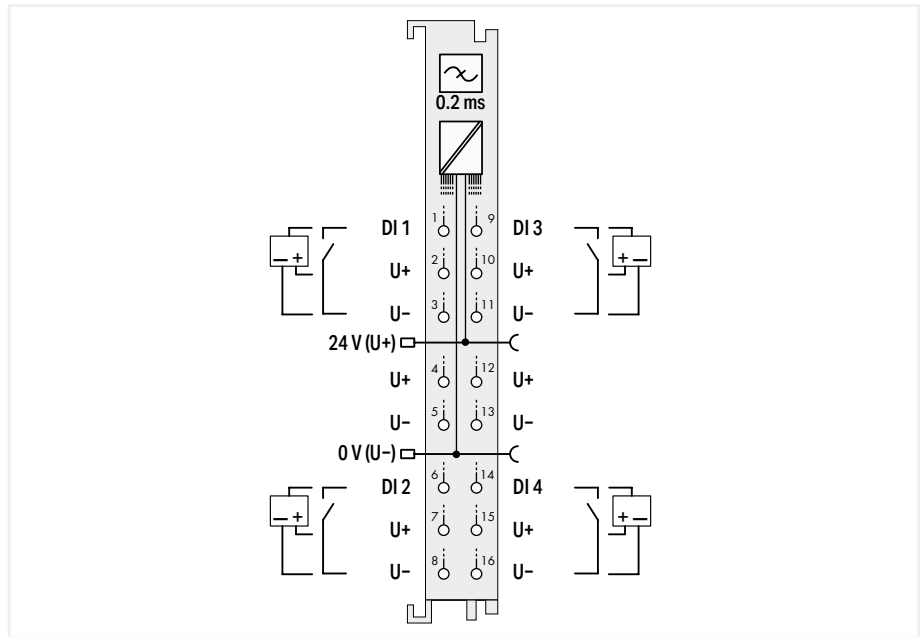 0.2 ms
DI 1 1 9 DI 3
U+ 2 10 U+
U− 3 11 U−
24 V (U+)
U+ 4 12 U+
U− 5 13 U−
0 V (U−)
DI 2 6 14 DI 4
U+ 7 15 U+
U− 8 16 U−
− +
+ −
− +
+ −